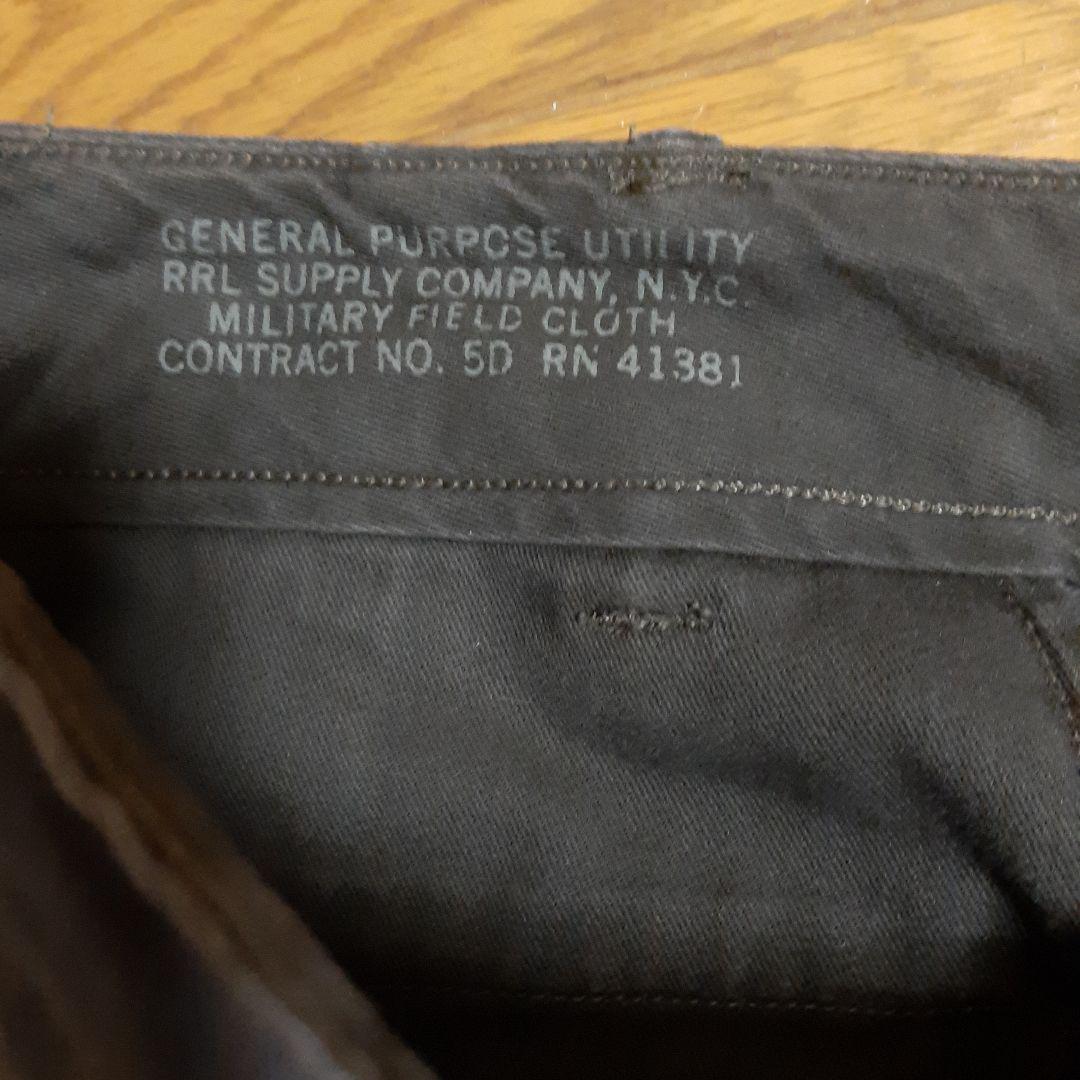 GENERAL PURPOSE UTILITY
RRL SUPPLY COMPANY, N.Y.C.
MILITARY FIELD CLOTH
CONTRACT NO. 5D RN 41381